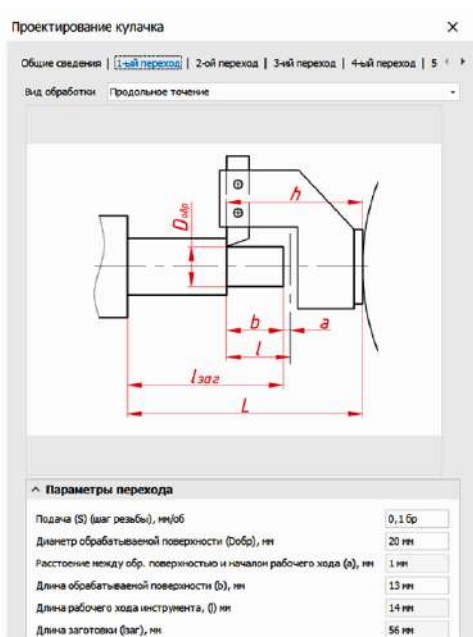 Проектирование кулачка
Общие сведения | 1-ый переход | 2-ой переход | 3-ий переход | 4-ый переход | 5
Вид обработки Продольное точение
h
Dобр
b a
l
lзаг
L
Параметры перехода
Подача (S) (шаг резьбы), мм/об 0,1 бр
Диаметр обрабатываемой поверхности (Dобр), мм 20 мм
Расстоение между обр. поверхностью и началом рабочего хода (a), мм 1 мм
Длина обрабатываемой поверхности (b), мм 13 мм
Длина рабочего хода инструмента, (l) мм 14 мм
Длина заготовки (lзаг), мм 56 мм